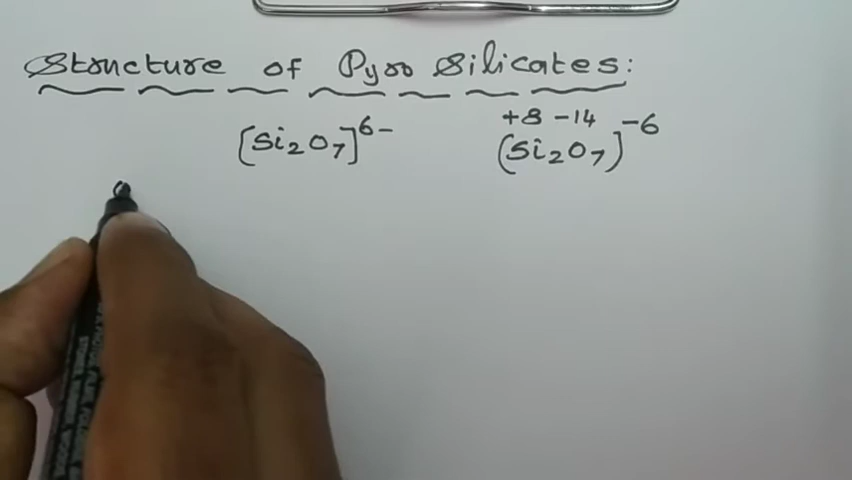 Structure of Pyro Silicates:
+8 -14
[Si₂O₇]⁶⁻ (Si₂O₇)⁻⁶